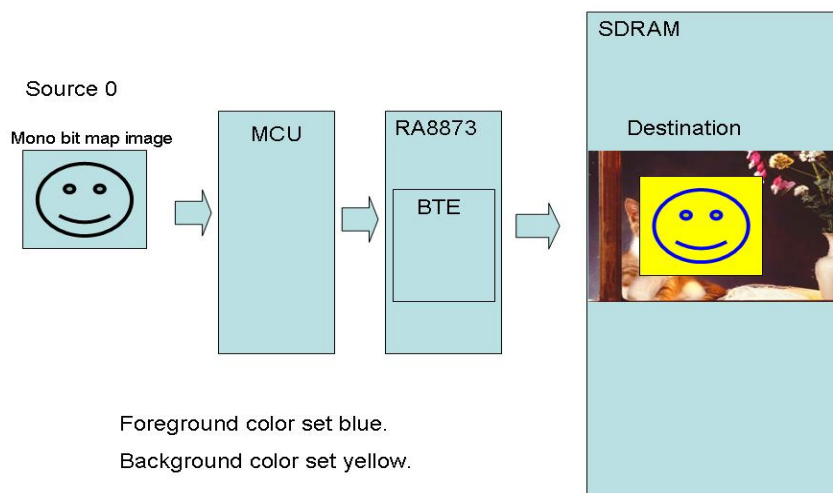 SDRAM
Source 0
Mono bit map image
MCU
RA8873
Destination
BTE
Foreground color set blue.
Background color set yellow.